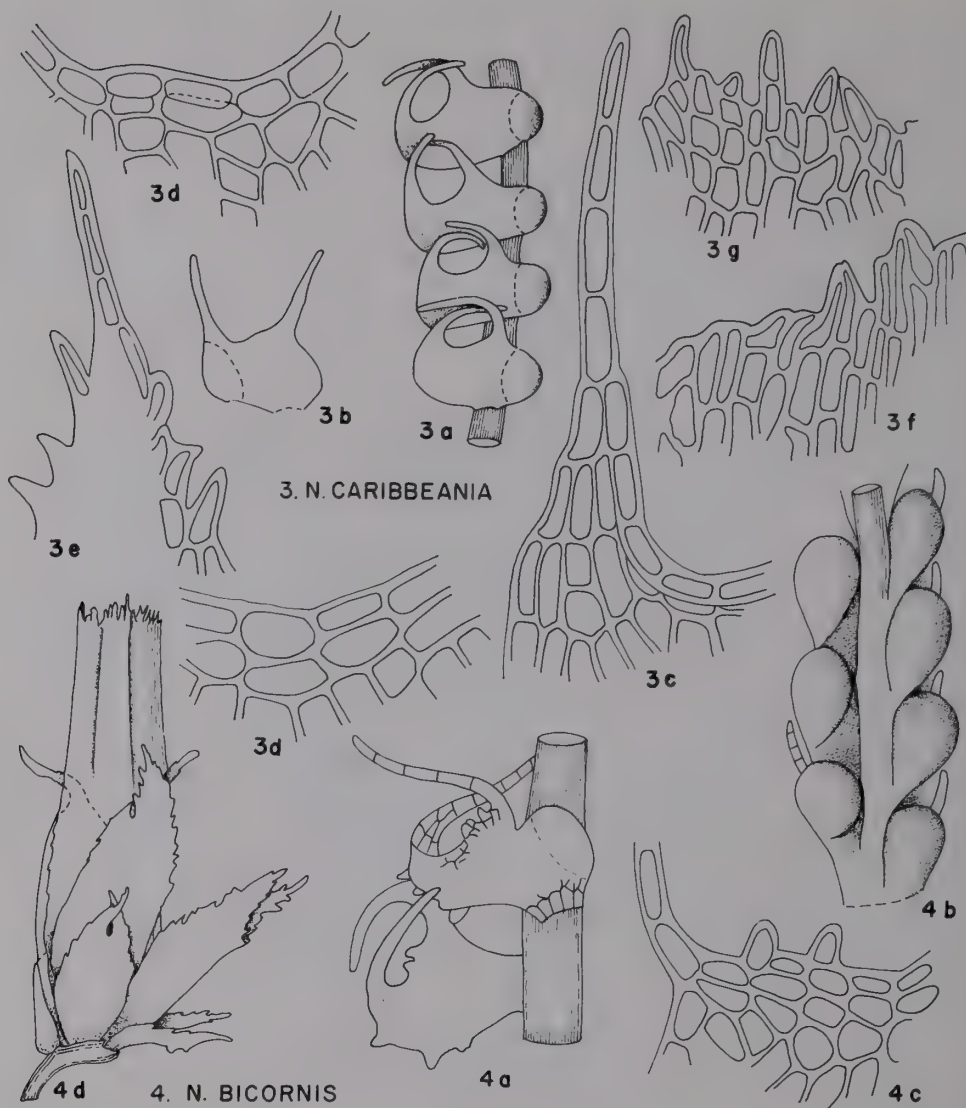 3d
3a
3g
3b
3f
3. N. CARIBBEANIA
3e
3c
3d
4b
4d
4. N. BICORNIS
4a
4c